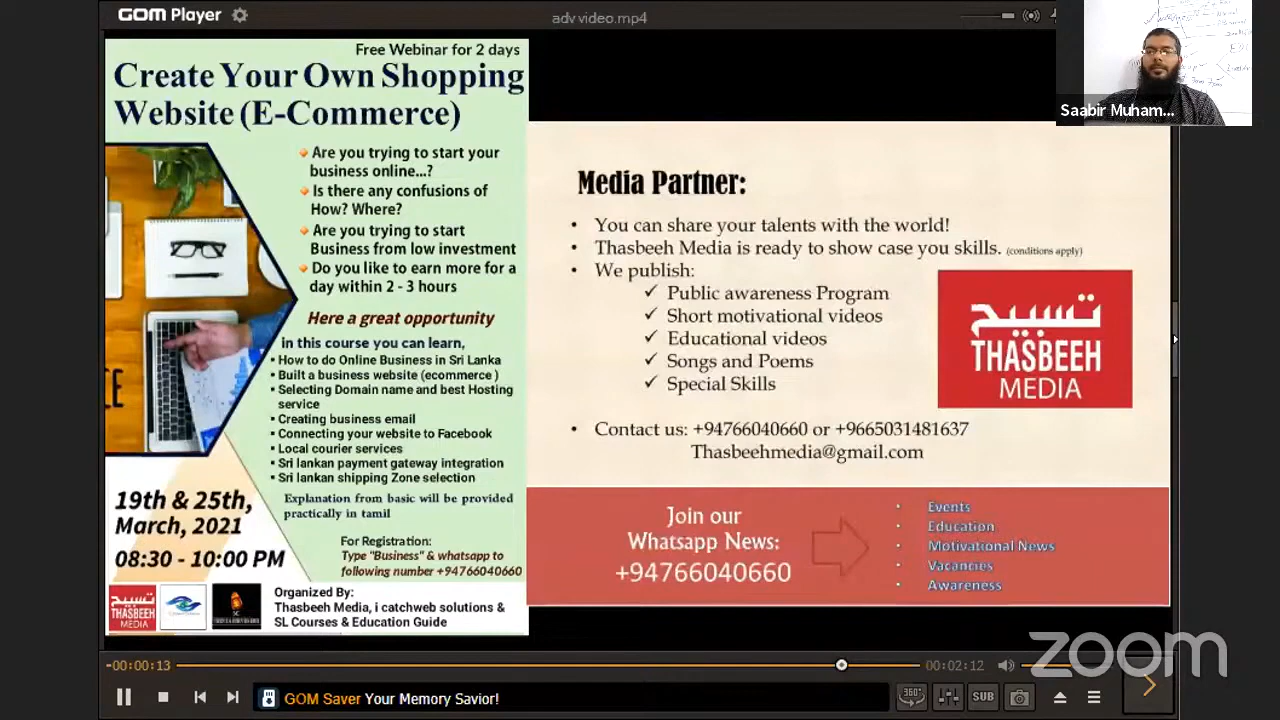 GOM Player
adv video.mp4
Saabir Muham...
Free Webinar for 2 days
Create Your Own Shopping
Website (E-Commerce)
Are you trying to start your
business online...?
Is there any confusions of
How? Where?
Are you trying to start
Business from low investment
Do you like to earn more for a
day within 2 - 3 hours
Here a great opportunity
in this course you can learn,
▪ How to do Online Business in Sri Lanka
▪ Built a business website (ecommerce )
▪ Selecting Domain name and best Hosting
service
▪ Creating business email
▪ Connecting your website to Facebook
▪ Local courier services
▪ Sri lankan payment gateway integration
▪ Sri lankan shipping Zone selection
Explanation from basic will be provided
practically in tamil
19th & 25th,
March, 2021
08:30 - 10:00 PM
For Registration:
Type "Business" & whatsapp to
following number +94766040660
THASBEEH
MEDIA
Organized By:
Thasbeeh Media, i catchweb solutions &
SL Courses & Education Guide
Media Partner:
• You can share your talents with the world!
• Thasbeeh Media is ready to show case you skills. (conditions apply)
• We publish:
✓ Public awareness Program
✓ Short motivational videos
✓ Educational videos
✓ Songs and Poems
✓ Special Skills
تسبيح
THASBEEH
MEDIA
• Contact us: +94766040660 or +9665031481637
Thasbeehmedia@gmail.com
Join our
Whatsapp News:
+94766040660
• Events
• Education
• Motivational News
• Vacancies
• Awareness
zoom
-00:00:13
00:02:12
GOM Saver Your Memory Savior!
360°
SUB